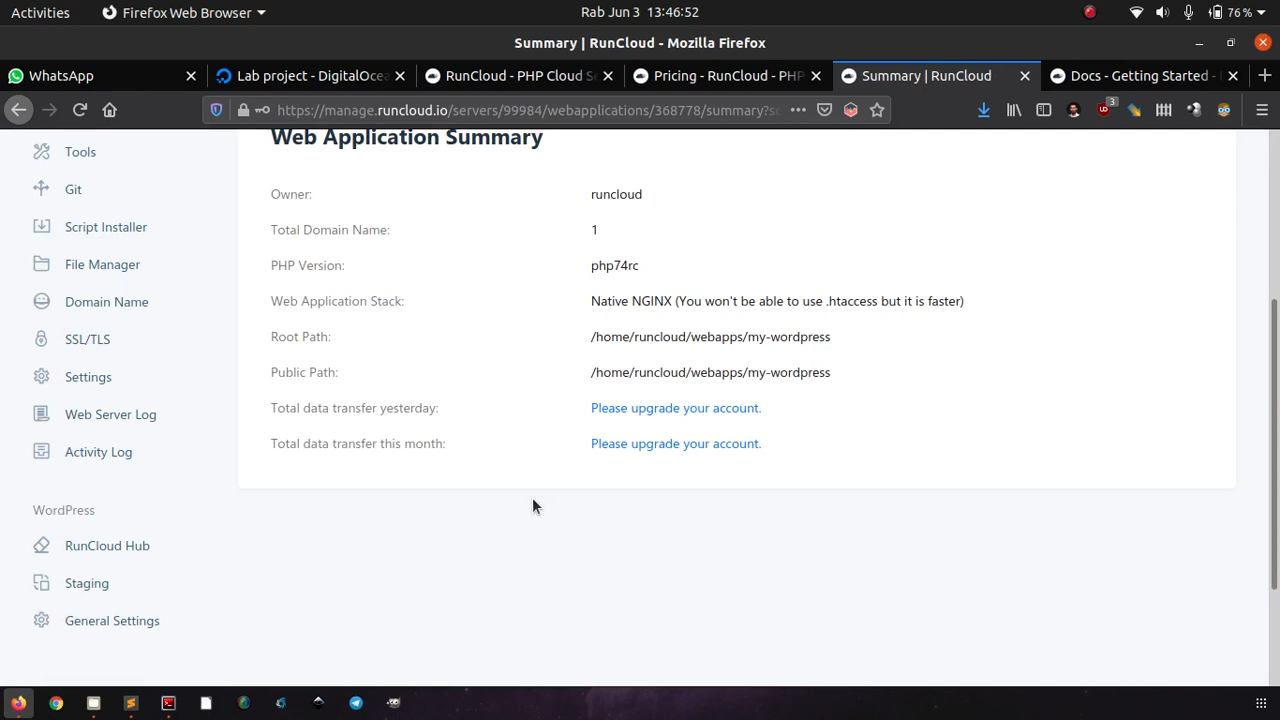 Activities
Firefox Web Browser
Rab Jun 3 13:46:52
76 %
Summary | RunCloud - Mozilla Firefox
WhatsApp
Lab project - DigitalOcea
RunCloud - PHP Cloud Se
Pricing - RunCloud - PHP
Summary | RunCloud
Docs - Getting Started -
https://manage.runcloud.io/servers/99984/webapplications/368778/summary?sc
3
Web Application Summary
Tools
Git
Script Installer
File Manager
Domain Name
SSL/TLS
Settings
Web Server Log
Activity Log
WordPress
RunCloud Hub
Staging
General Settings
Owner: runcloud
Total Domain Name: 1
PHP Version: php74rc
Web Application Stack: Native NGINX (You won't be able to use .htaccess but it is faster)
Root Path: /home/runcloud/webapps/my-wordpress
Public Path: /home/runcloud/webapps/my-wordpress
Total data transfer yesterday: Please upgrade your account.
Total data transfer this month: Please upgrade your account.